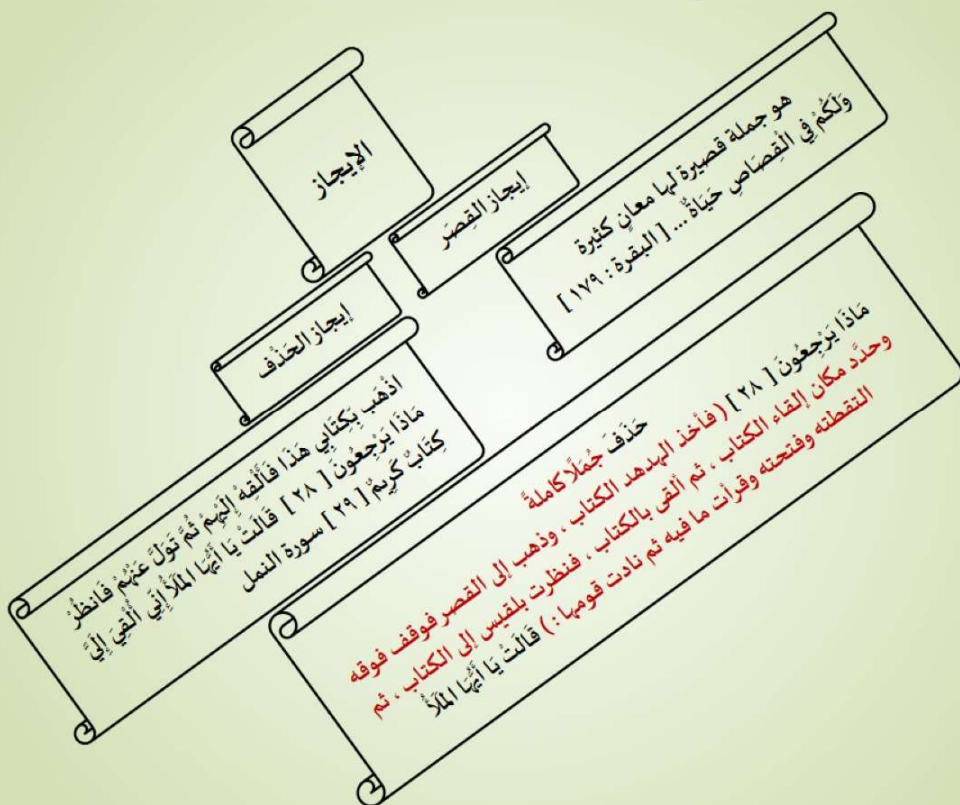 الإيجاز
إيجاز القِصَر
هو جملة قصيرة لها معانٍ كثيرة
وَلَكُمْ فِي الْقِصَاصِ حَيَاةٌ ... [ البقرة : ١٧٩ ]
إيجاز الحَذْف
اذْهَب بِكِتَابِي هَذَا فَأَلْقِهْ إِلَيْهِمْ ثُمَّ تَوَلَّ عَنْهُمْ فَانظُرْ
مَاذَا يَرْجِعُونَ [ ٢٨ ] قَالَتْ يَا أَيُّهَا المَلَأُ إِنِّي أُلْقِيَ إِلَيَّ
كِتَابٌ كَرِيمٌ [ ٢٩ ] سورة النمل
حَذَفَ جُمَلًا كاملةً
مَاذَا يَرْجِعُونَ [ ٢٨ ] ( فأخذ الهدهد الكتاب ، وذهب إلى القصر فوقف فوقه
وحدَّد مكان إلقاء الكتاب ، ثم ألقى بالكتاب ، فنظرت بلقيس إلى الكتاب ، ثم
التقطته وفتحته وقرأت ما فيه ثم نادت قومها : ) قَالَتْ يَا أَيُّهَا المَلَأُ